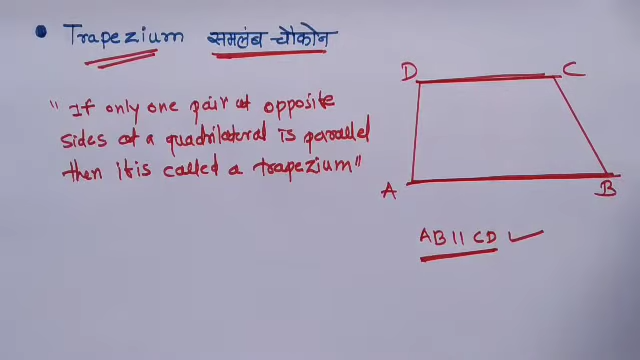 • Trapezium समलंब चौकोन
"If only one pair of opposite
sides of a quadrilateral is parallel
then it is called a trapezium"
D C
A B
AB || CD ✓